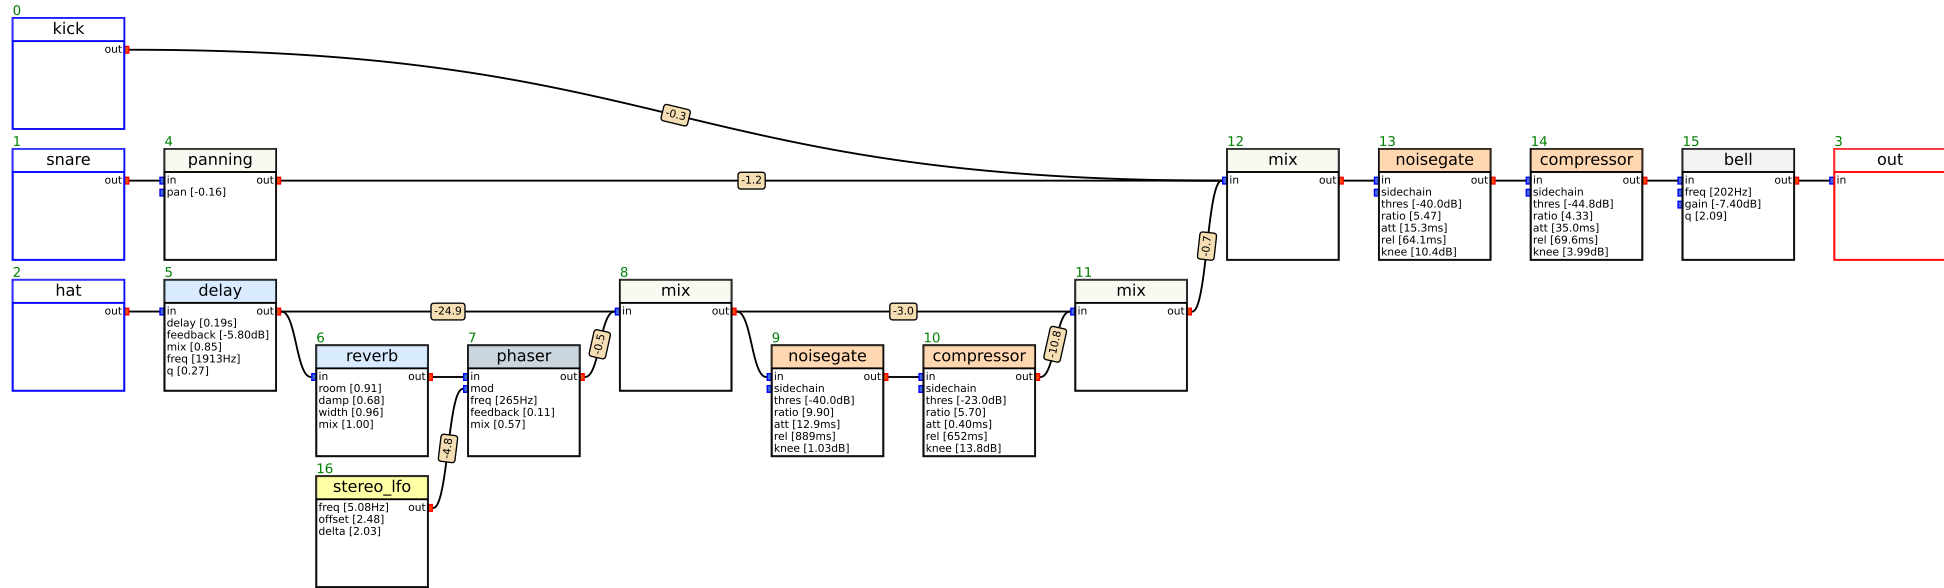 0
kick
out
-0.3
1
snare
out
4
panning
in out
pan [-0.16]
-1.2
12
mix
in out
13
noisegate
in out
sidechain
thres [-40.0dB]
ratio [5.47]
att [15.3ms]
rel [64.1ms]
knee [10.4dB]
14
compressor
in out
sidechain
thres [-44.8dB]
ratio [4.33]
att [35.0ms]
rel [69.6ms]
knee [3.99dB]
15
bell
in out
freq [202Hz]
gain [-7.40dB]
q [2.09]
3
out
in
-0.7
2
hat
out
5
delay
in out
delay [0.19s]
feedback [-5.80dB]
mix [0.85]
freq [1913Hz]
q [0.27]
-24.9
8
mix
in out
-3.0
11
mix
in out
6
reverb
in out
room [0.91]
damp [0.68]
width [0.96]
mix [1.00]
7
phaser
in out
mod
freq [265Hz]
feedback [0.11]
mix [0.57]
-0.5
9
noisegate
in out
sidechain
thres [-40.0dB]
ratio [9.90]
att [12.9ms]
rel [889ms]
knee [1.03dB]
10
compressor
in out
sidechain
thres [-23.0dB]
ratio [5.70]
att [0.40ms]
rel [652ms]
knee [13.8dB]
-10.8
-4.8
16
stereo_lfo
freq [5.08Hz] out
offset [2.48]
delta [2.03]